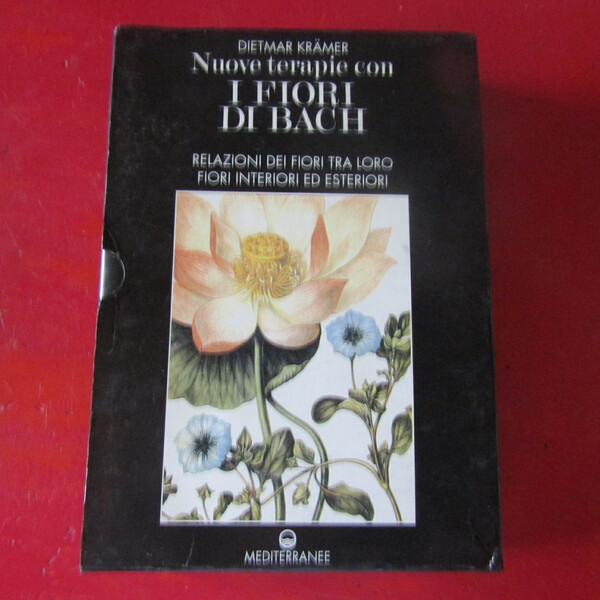 DIETMAR KRÄMER
Nuove terapie con
I FIORI
DI BACH
RELAZIONI DEI FIORI TRA LORO
FIORI INTERIORI ED ESTERIORI
MEDITERRANEE